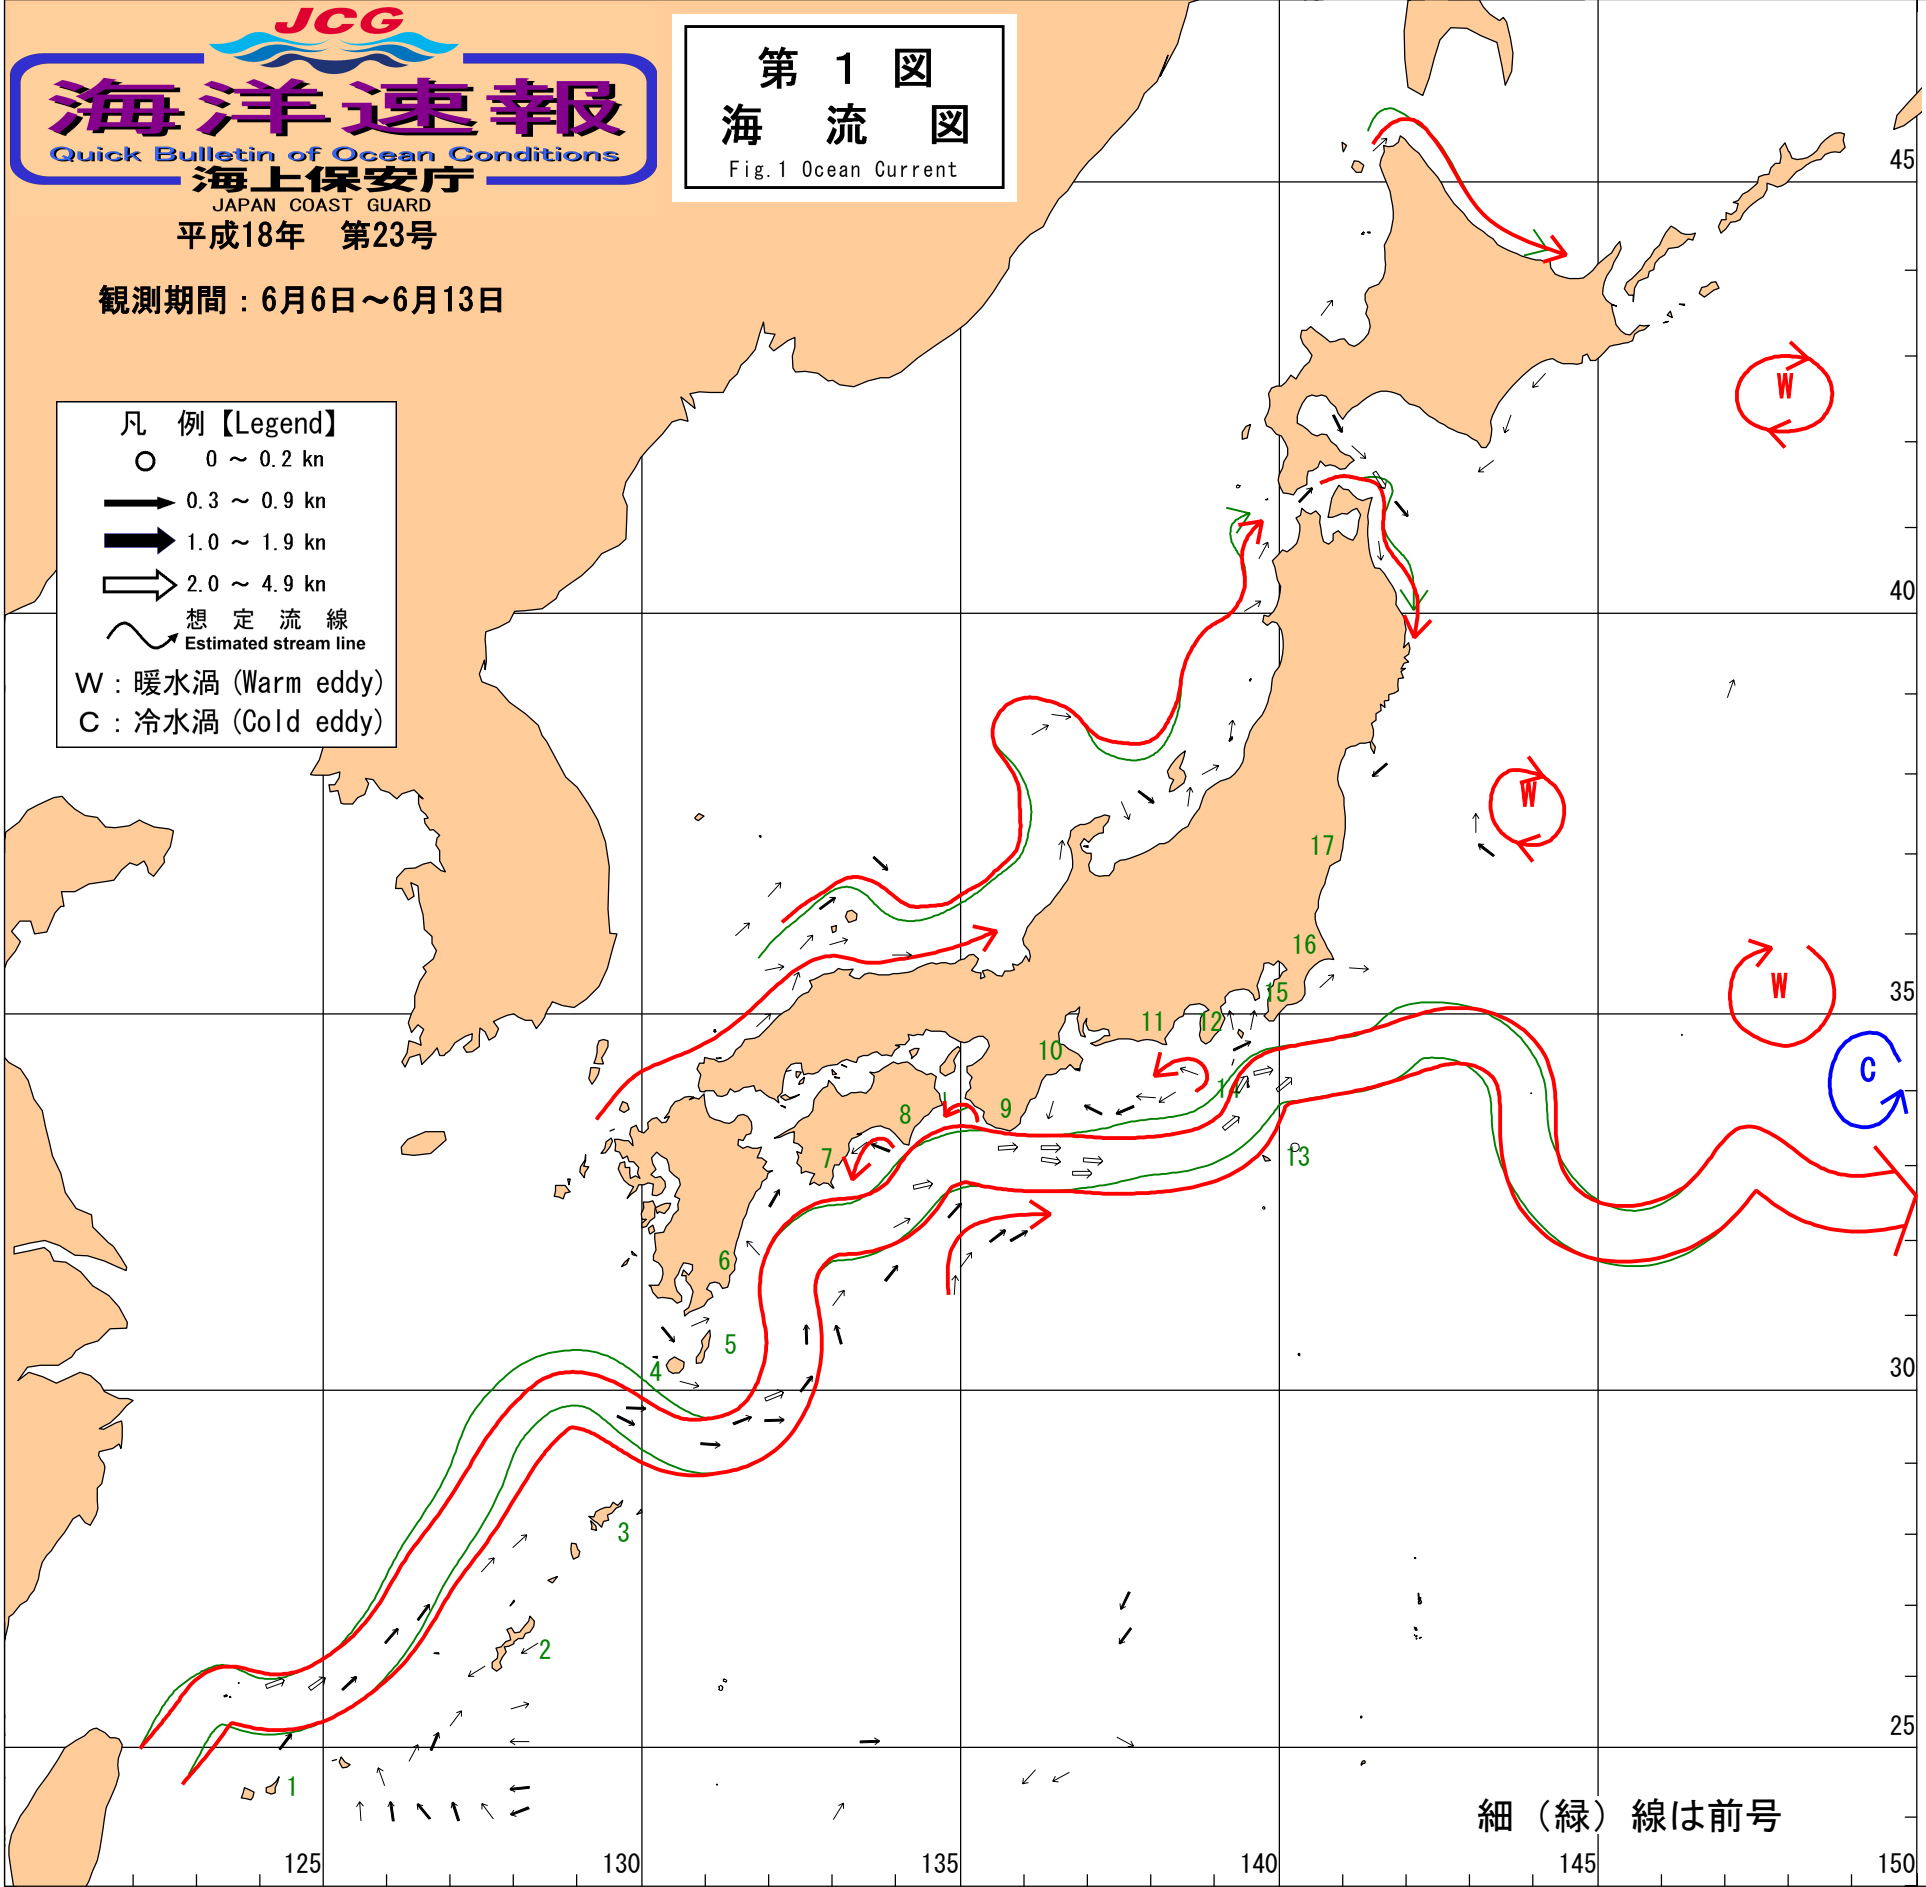 JCG
海洋速報
Quick Bulletin of Ocean Conditions
海上保安庁
JAPAN COAST GUARD
平成18年　第23号
観測期間：6月6日～6月13日
第 1 図
海 流 図
Fig.1 Ocean Current
凡 例【Legend】
0 ～ 0.2 kn
0.3 ～ 0.9 kn
1.0 ～ 1.9 kn
2.0 ～ 4.9 kn
想 定 流 線
Estimated stream line
W：暖水渦(Warm eddy)
C：冷水渦(Cold eddy)
45
W
40
W
17
16
W
15
35
11
12
10
C
14
9
8
7
13
6
5
4
30
3
2
25
1
細（緑）線は前号
125
130
135
140
145
150